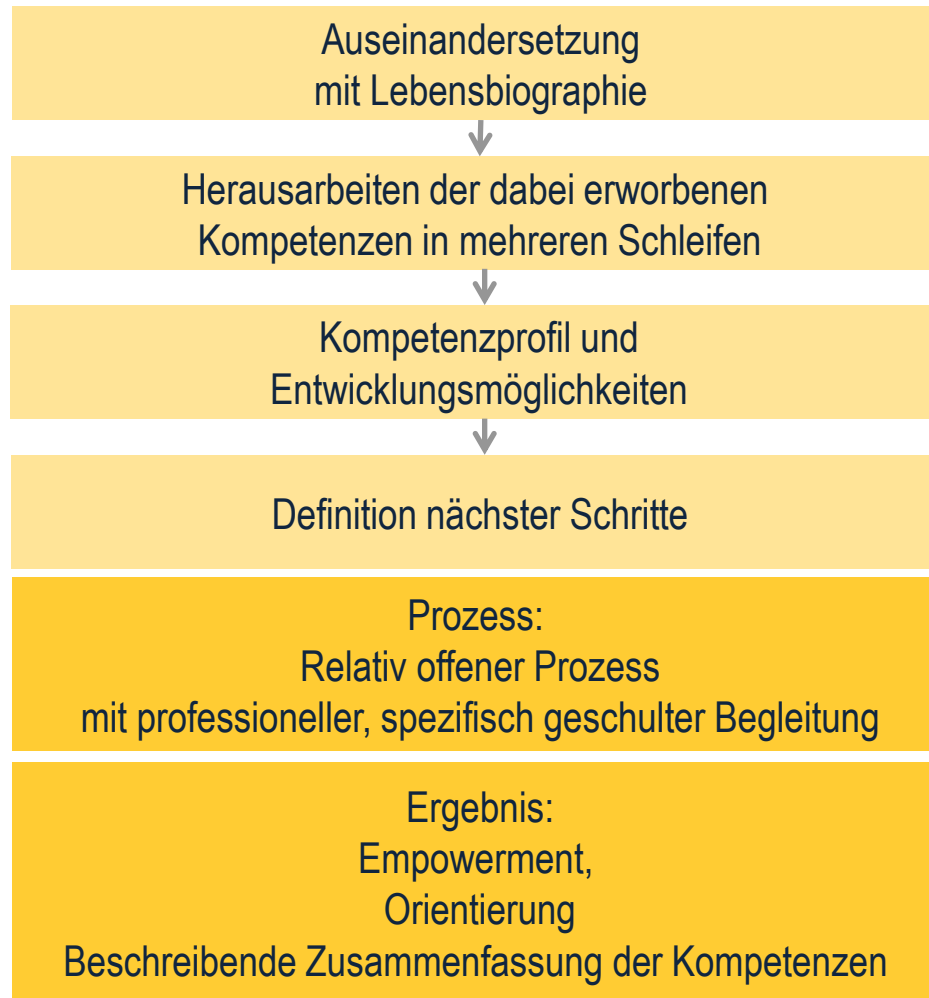 Auseinandersetzung
mit Lebensbiographie
Herausarbeiten der dabei erworbenen
Kompetenzen in mehreren Schleifen
Kompetenzprofil und
Entwicklungsmöglichkeiten
Definition nächster Schritte
Prozess:
Relativ offener Prozess
mit professioneller, spezifisch geschulter Begleitung
Ergebnis:
Empowerment,
Orientierung
Beschreibende Zusammenfassung der Kompetenzen